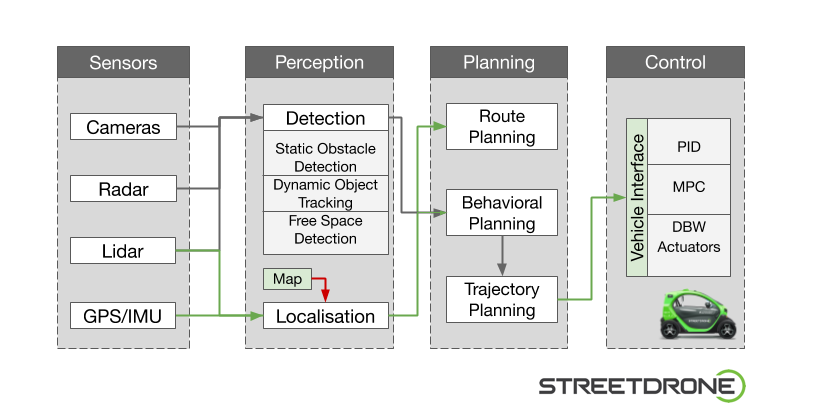 Sensors
Perception
Planning
Control
Cameras
Radar
Lidar
GPS/IMU
Detection
Static Obstacle
Detection
Dynamic Object
Tracking
Free Space
Detection
Map
Localisation
Route
Planning
Behavioral
Planning
Trajectory
Planning
Vehicle Interface
PID
MPC
DBW
Actuators
STREETDRONE